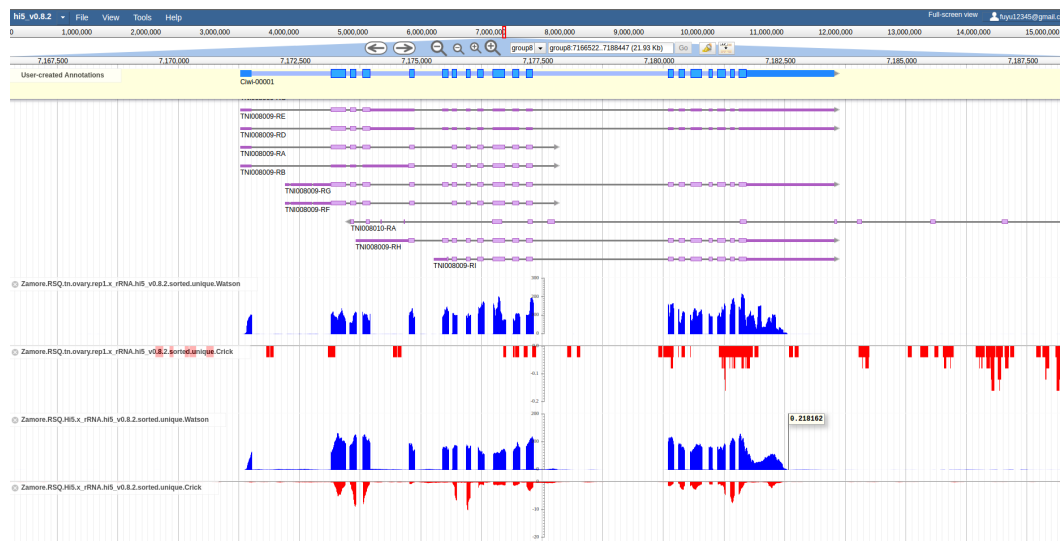 hi5_v0.8.2 File View Tools Help Full-screen view fuyu12345@gmail.c
0 1,000,000 2,000,000 3,000,000 4,000,000 5,000,000 6,000,000 7,000,000 8,000,000 9,000,000 10,000,000 11,000,000 12,000,000 13,000,000 14,000,000 15,000,000
group8 group8:7166522..7188447 (21.93 Kb) Go
7,167,500 7,170,000 7,172,500 7,175,000 7,177,500 7,180,000 7,182,500 7,185,000 7,187,500
User-created Annotations
Ciwi-00001
TNI008009-RE
TNI008009-RD
TNI008009-RA
TNI008009-RB
TNI008009-RG
TNI008009-RF
TNI008010-RA
TNI008009-RH
TNI008009-RI
Zamore.RSQ.tn.ovary.rep1.x_rRNA.hi5_v0.8.2.sorted.unique.Watson
Zamore.RSQ.tn.ovary.rep1.x_rRNA.hi5_v0.8.2.sorted.unique.Crick
-0.1
-0.2
200
Zamore.RSQ.Hi5.x_rRNA.hi5_v0.8.2.sorted.unique.Watson
0.218162
Zamore.RSQ.Hi5.x_rRNA.hi5_v0.8.2.sorted.unique.Crick
-10
-20